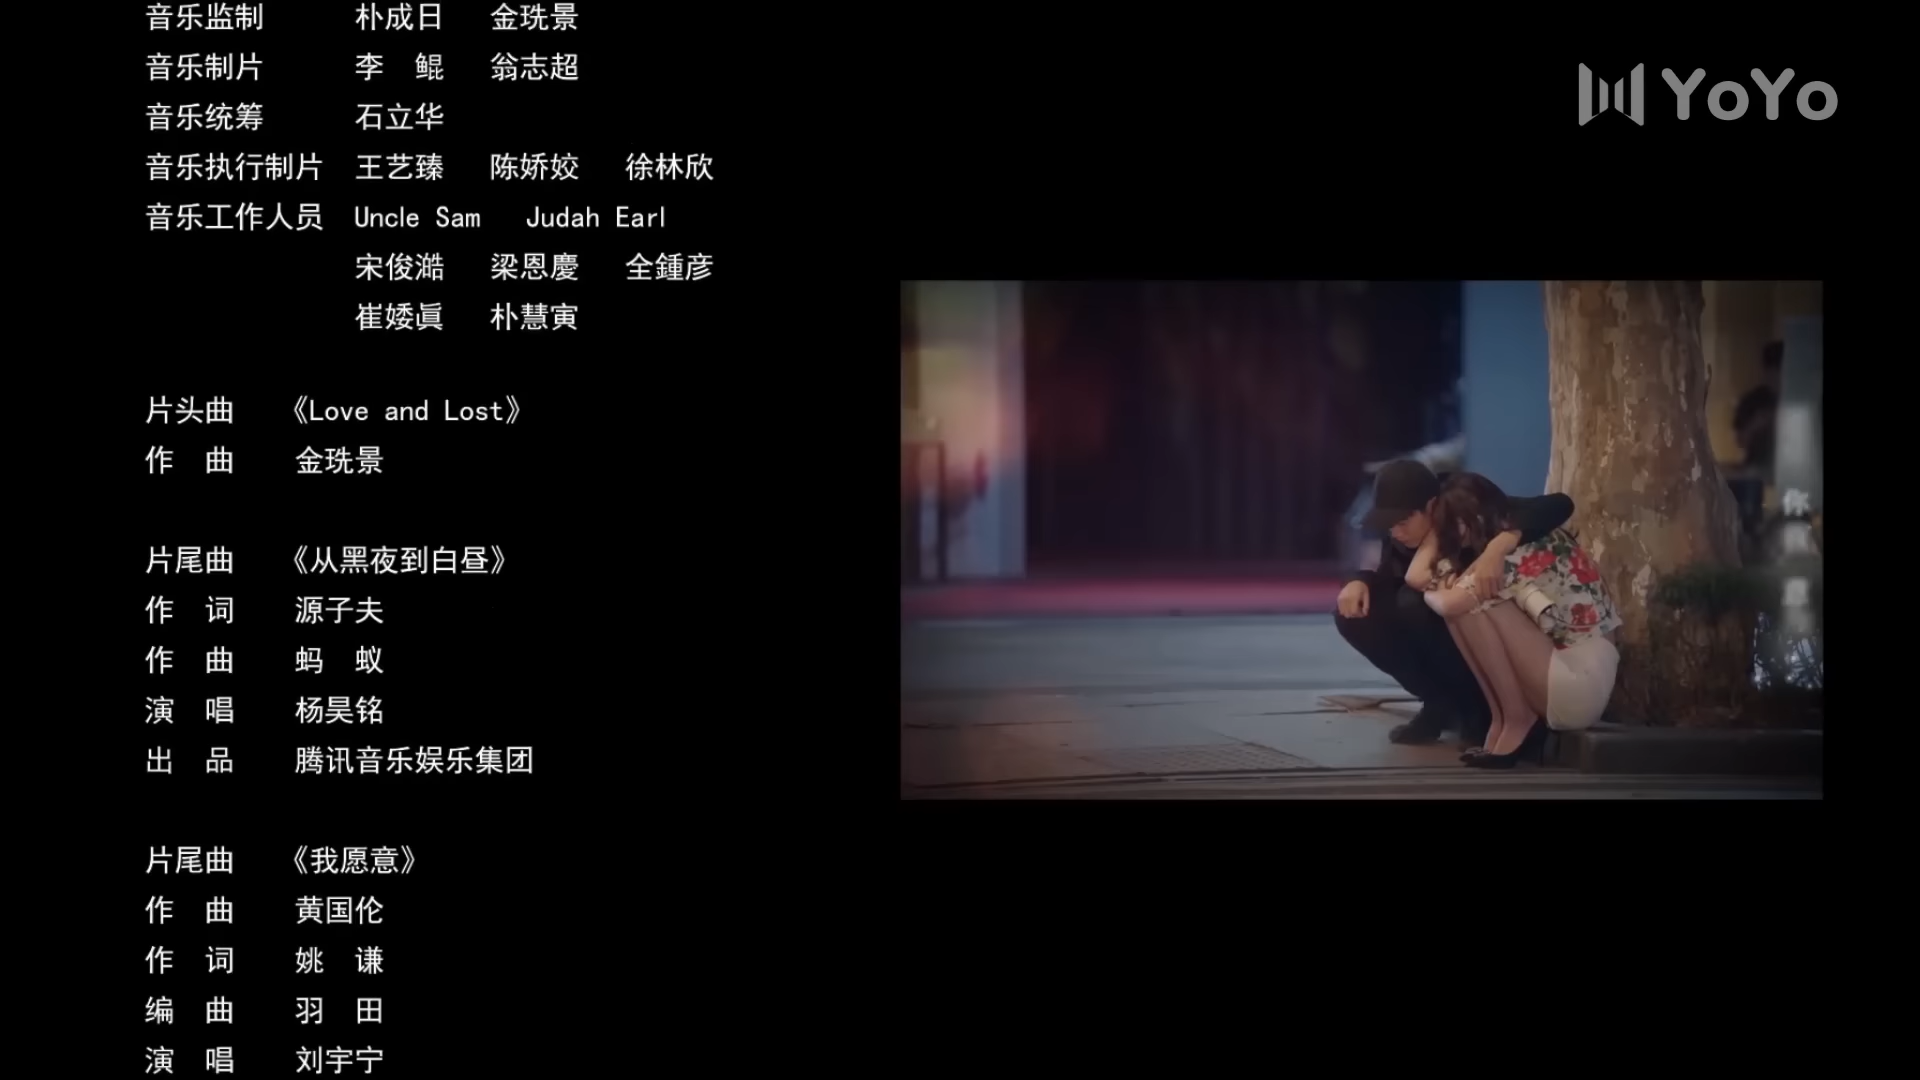 音乐监制 朴成日 金珗景
音乐制片 李 鲲 翁志超
音乐统筹 石立华
音乐执行制片 王艺臻 陈娇姣 徐林欣
音乐工作人员 Uncle Sam Judah Earl
宋俊澔 梁恩慶 全鍾彦
崔婑眞 朴慧寅
片头曲 《Love and Lost》
作 曲 金珗景
片尾曲 《从黑夜到白昼》
作 词 源子夫
作 曲 蚂 蚁
演 唱 杨昊铭
出 品 腾讯音乐娱乐集团
片尾曲 《我愿意》
作 曲 黄国伦
作 词 姚 谦
编 曲 羽 田
演 唱 刘宇宁
YoYo